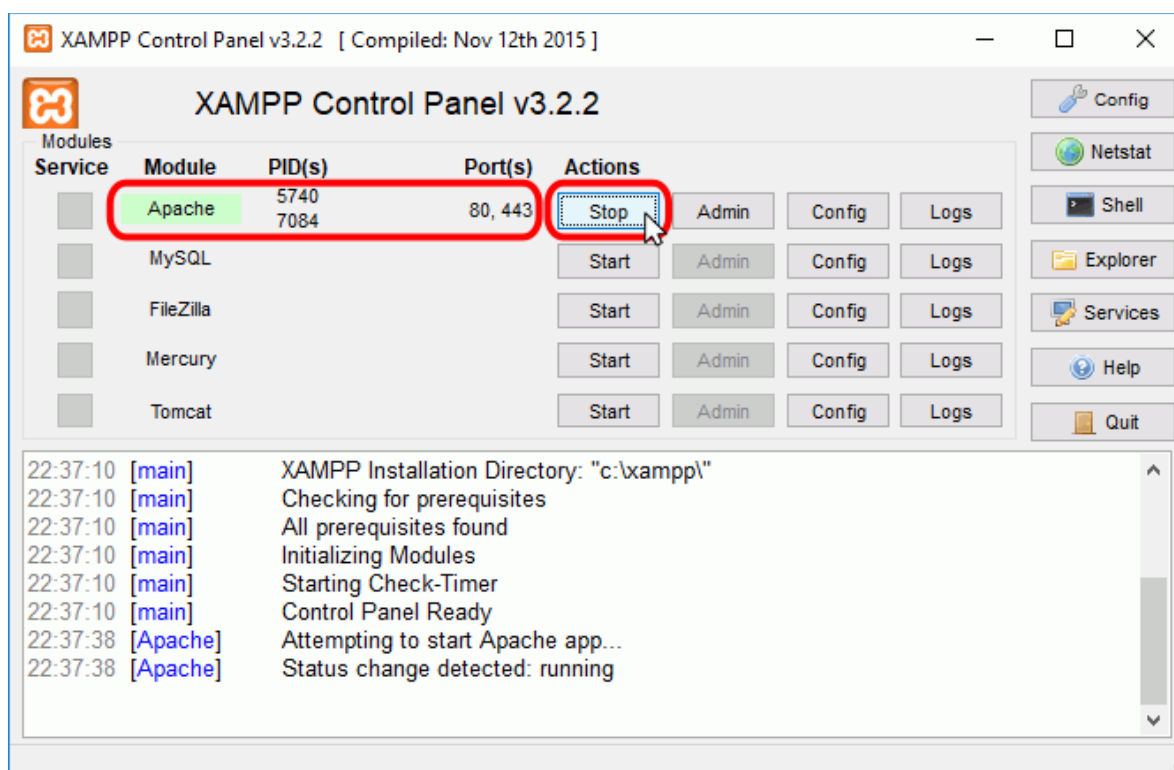 XAMPP Control Panel v3.2.2 [ Compiled: Nov 12th 2015 ]
XAMPP Control Panel v3.2.2
Config
Modules
Netstat
Service Module PID(s) Port(s) Actions
Apache 5740 7084 80, 443 Stop Admin Config Logs
Shell
MySQL Start Admin Config Logs
Explorer
FileZilla Start Admin Config Logs
Services
Mercury Start Admin Config Logs
Help
Tomcat Start Admin Config Logs
Quit
22:37:10 [main] XAMPP Installation Directory: "c:\xampp\"
22:37:10 [main] Checking for prerequisites
22:37:10 [main] All prerequisites found
22:37:10 [main] Initializing Modules
22:37:10 [main] Starting Check-Timer
22:37:10 [main] Control Panel Ready
22:37:38 [Apache] Attempting to start Apache app...
22:37:38 [Apache] Status change detected: running